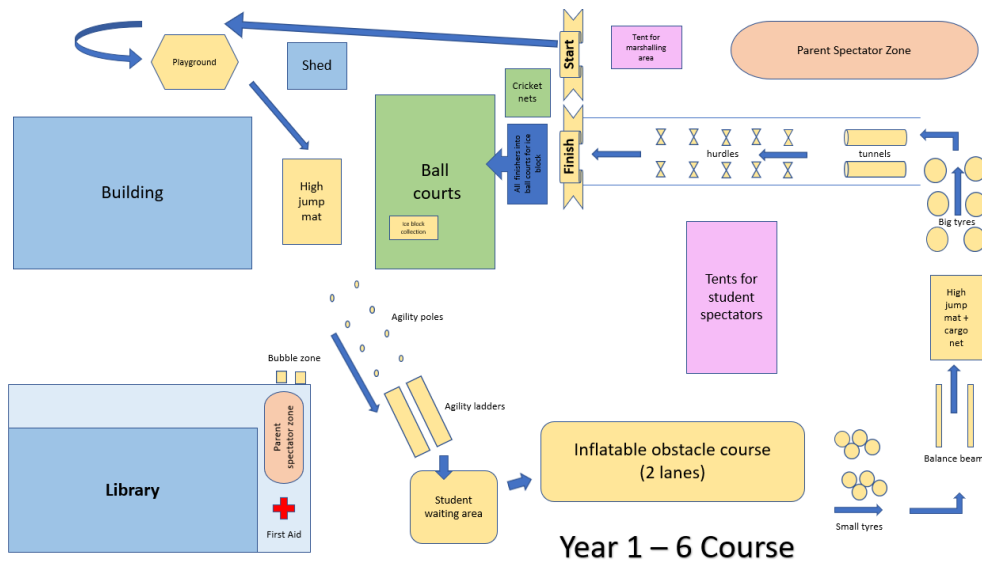 Start
Tent for
marshalling
area
Parent Spectator Zone
Playground
Shed
Cricket
nets
Building
High
jump
mat
Ball
courts
ice block
collection
All finishers into
ball courts for ice
block
Finish
hurdles
tunnels
Big tyres
Tents for
student
spectators
High
jump
mat +
cargo
net
Agility poles
Bubble zone
Parent
spectator zone
Agility ladders
Library
First Aid
Student
waiting area
Inflatable obstacle course
(2 lanes)
Small tyres
Balance beam
Year 1 – 6 Course